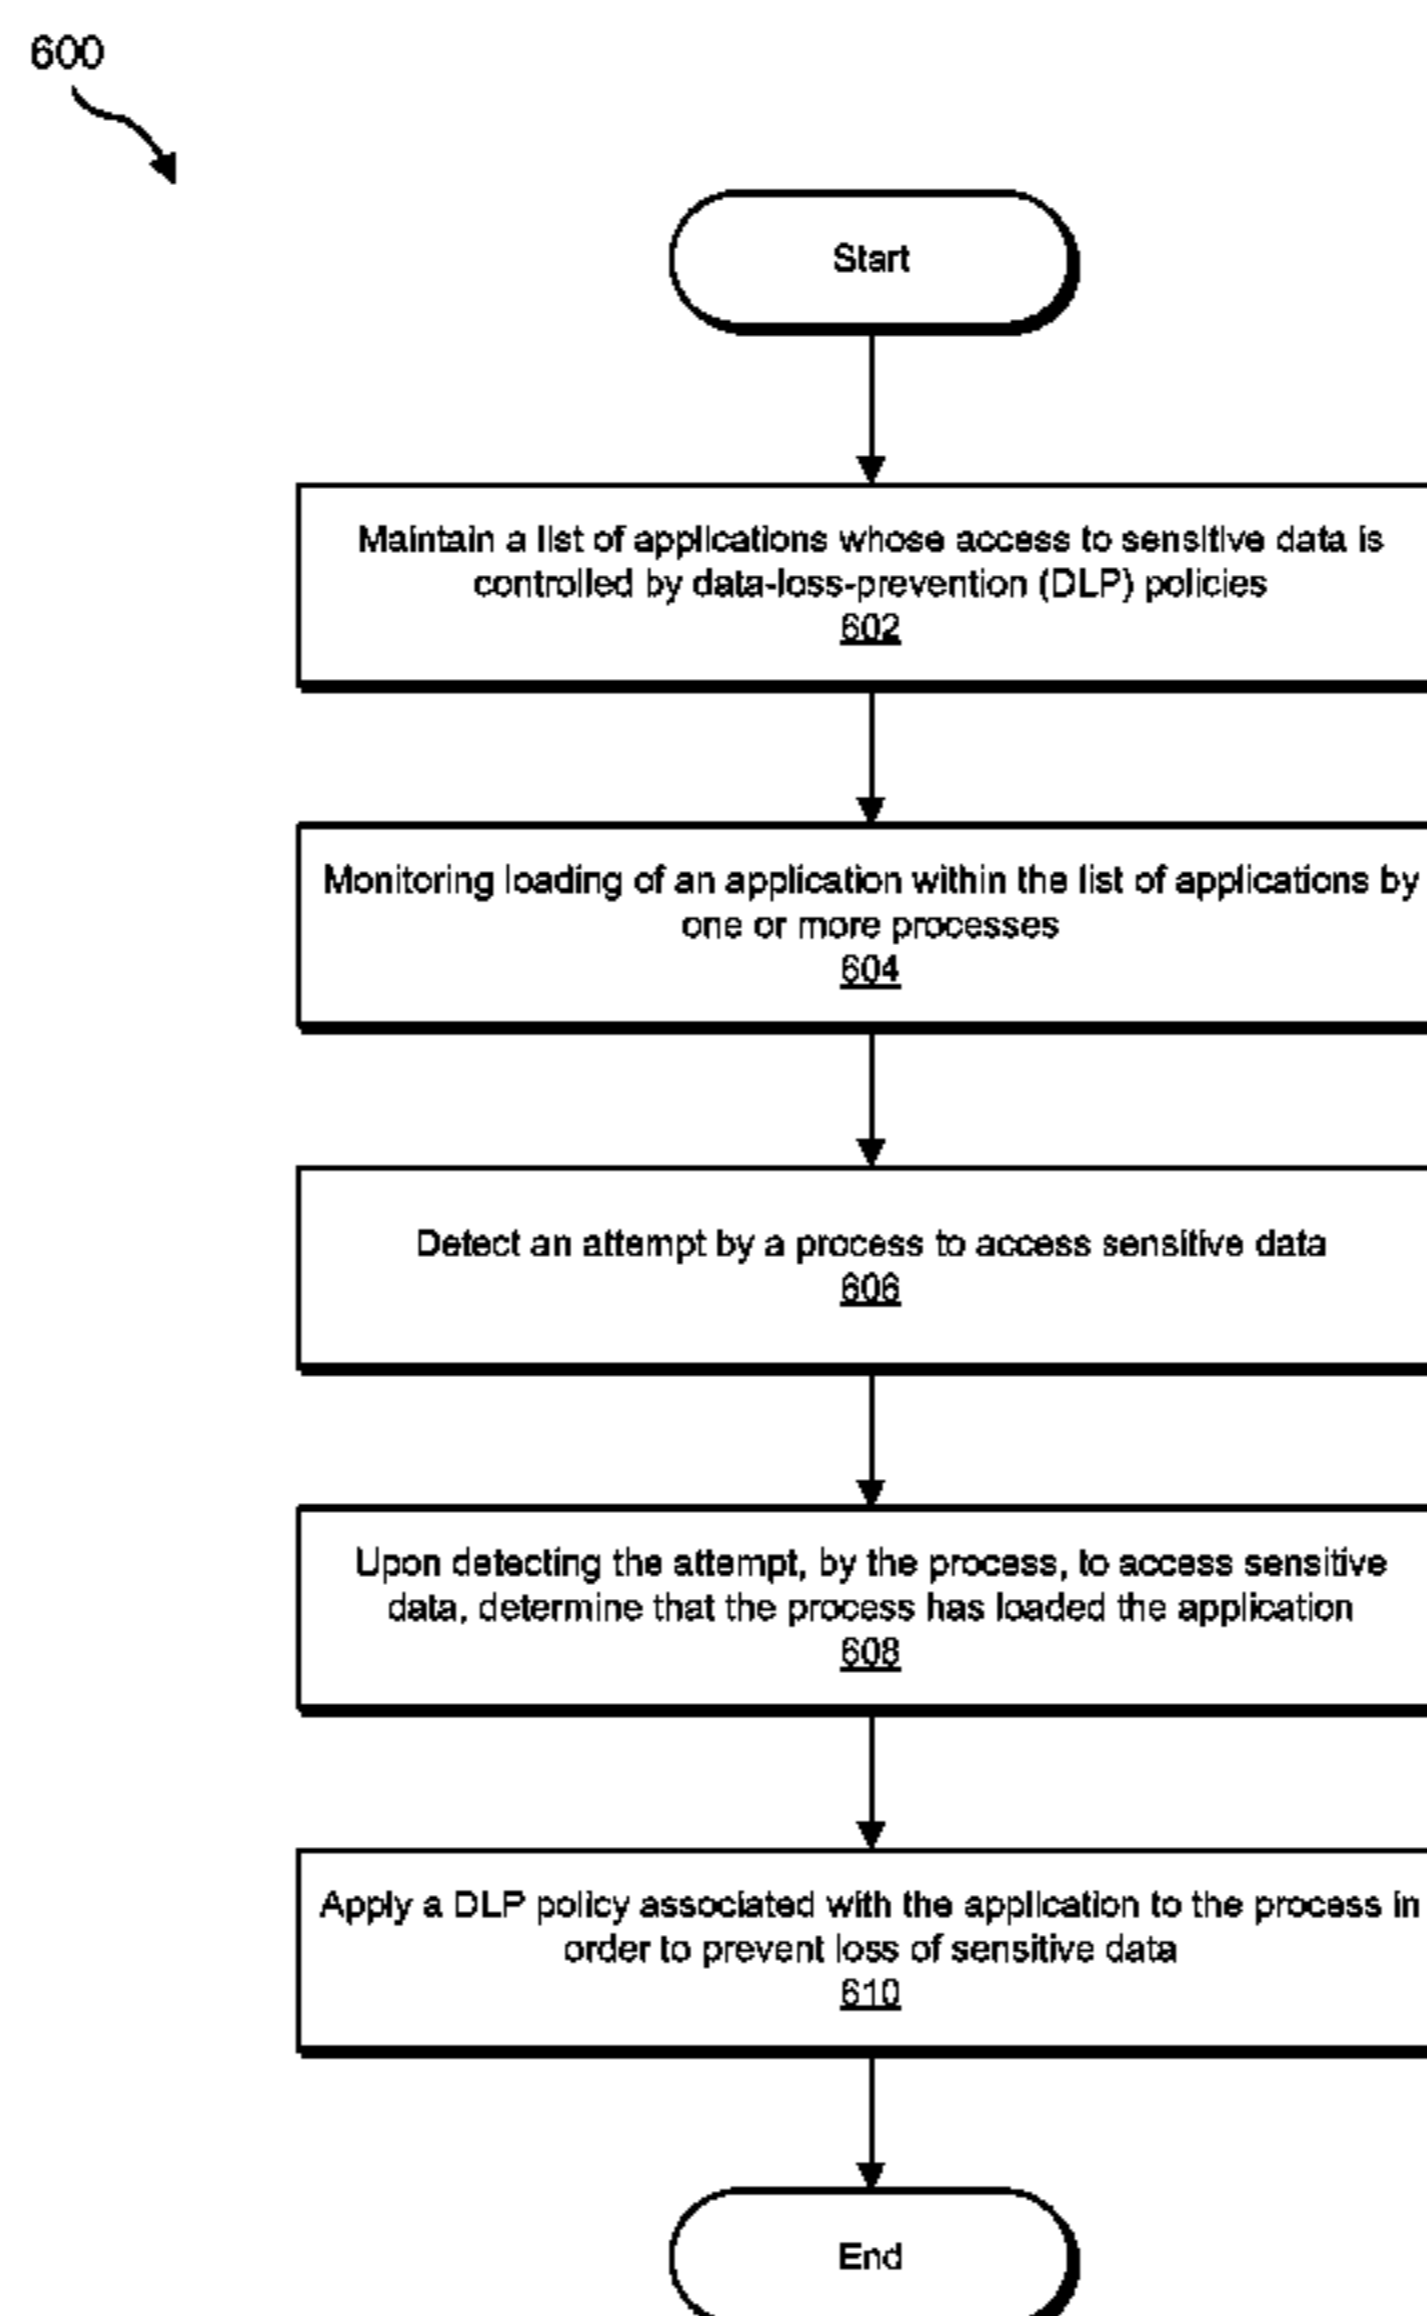 600
Start
Maintain a list of applications whose access to sensitive data is
controlled by data-loss-prevention (DLP) policies
602
Monitoring loading of an application within the list of applications by
one or more processes
604
Detect an attempt by a process to access sensitive data
606
Upon detecting the attempt, by the process, to access sensitive
data, determine that the process has loaded the application
608
Apply a DLP policy associated with the application to the process in
order to prevent loss of sensitive data
610
End